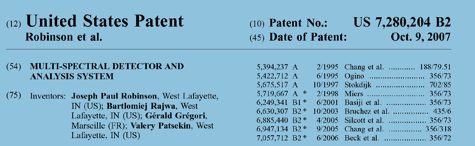 (12) United States Patent
Robinson et al.
(10) Patent No.: US 7,280,204 B2
(45) Date of Patent: Oct. 9, 2007
(54) MULTI-SPECTRAL DETECTOR AND
ANALYSIS SYSTEM
(75) Inventors: Joseph Paul Robinson, West Lafayette,
IN (US); Bartlomiej Rajwa, West
Lafayette, IN (US); Gérald Grégori,
Marseille (FR); Valery Patsekin, West
Lafayette, IN (US)
5,394,237 A 2/1995 Chang et al. .............. 188/79.51
5,422,712 A 6/1995 Ogino ........................ 356/73
5,675,517 A 10/1997 Stokdijk ..................... 702/85
5,719,667 A * 2/1998 Miers ......................... 356/73
6,249,341 B1 * 6/2001 Basiji et al. ................. 356/73
6,630,307 B2 * 10/2003 Bruchez et al. ............... 435/6
6,885,440 B2 * 4/2005 Silcott et al. ................ 356/73
6,947,134 B2 * 9/2005 Chang et al. ............... 356/318
7,057,712 B2 * 6/2006 Beck et al. .................. 356/72